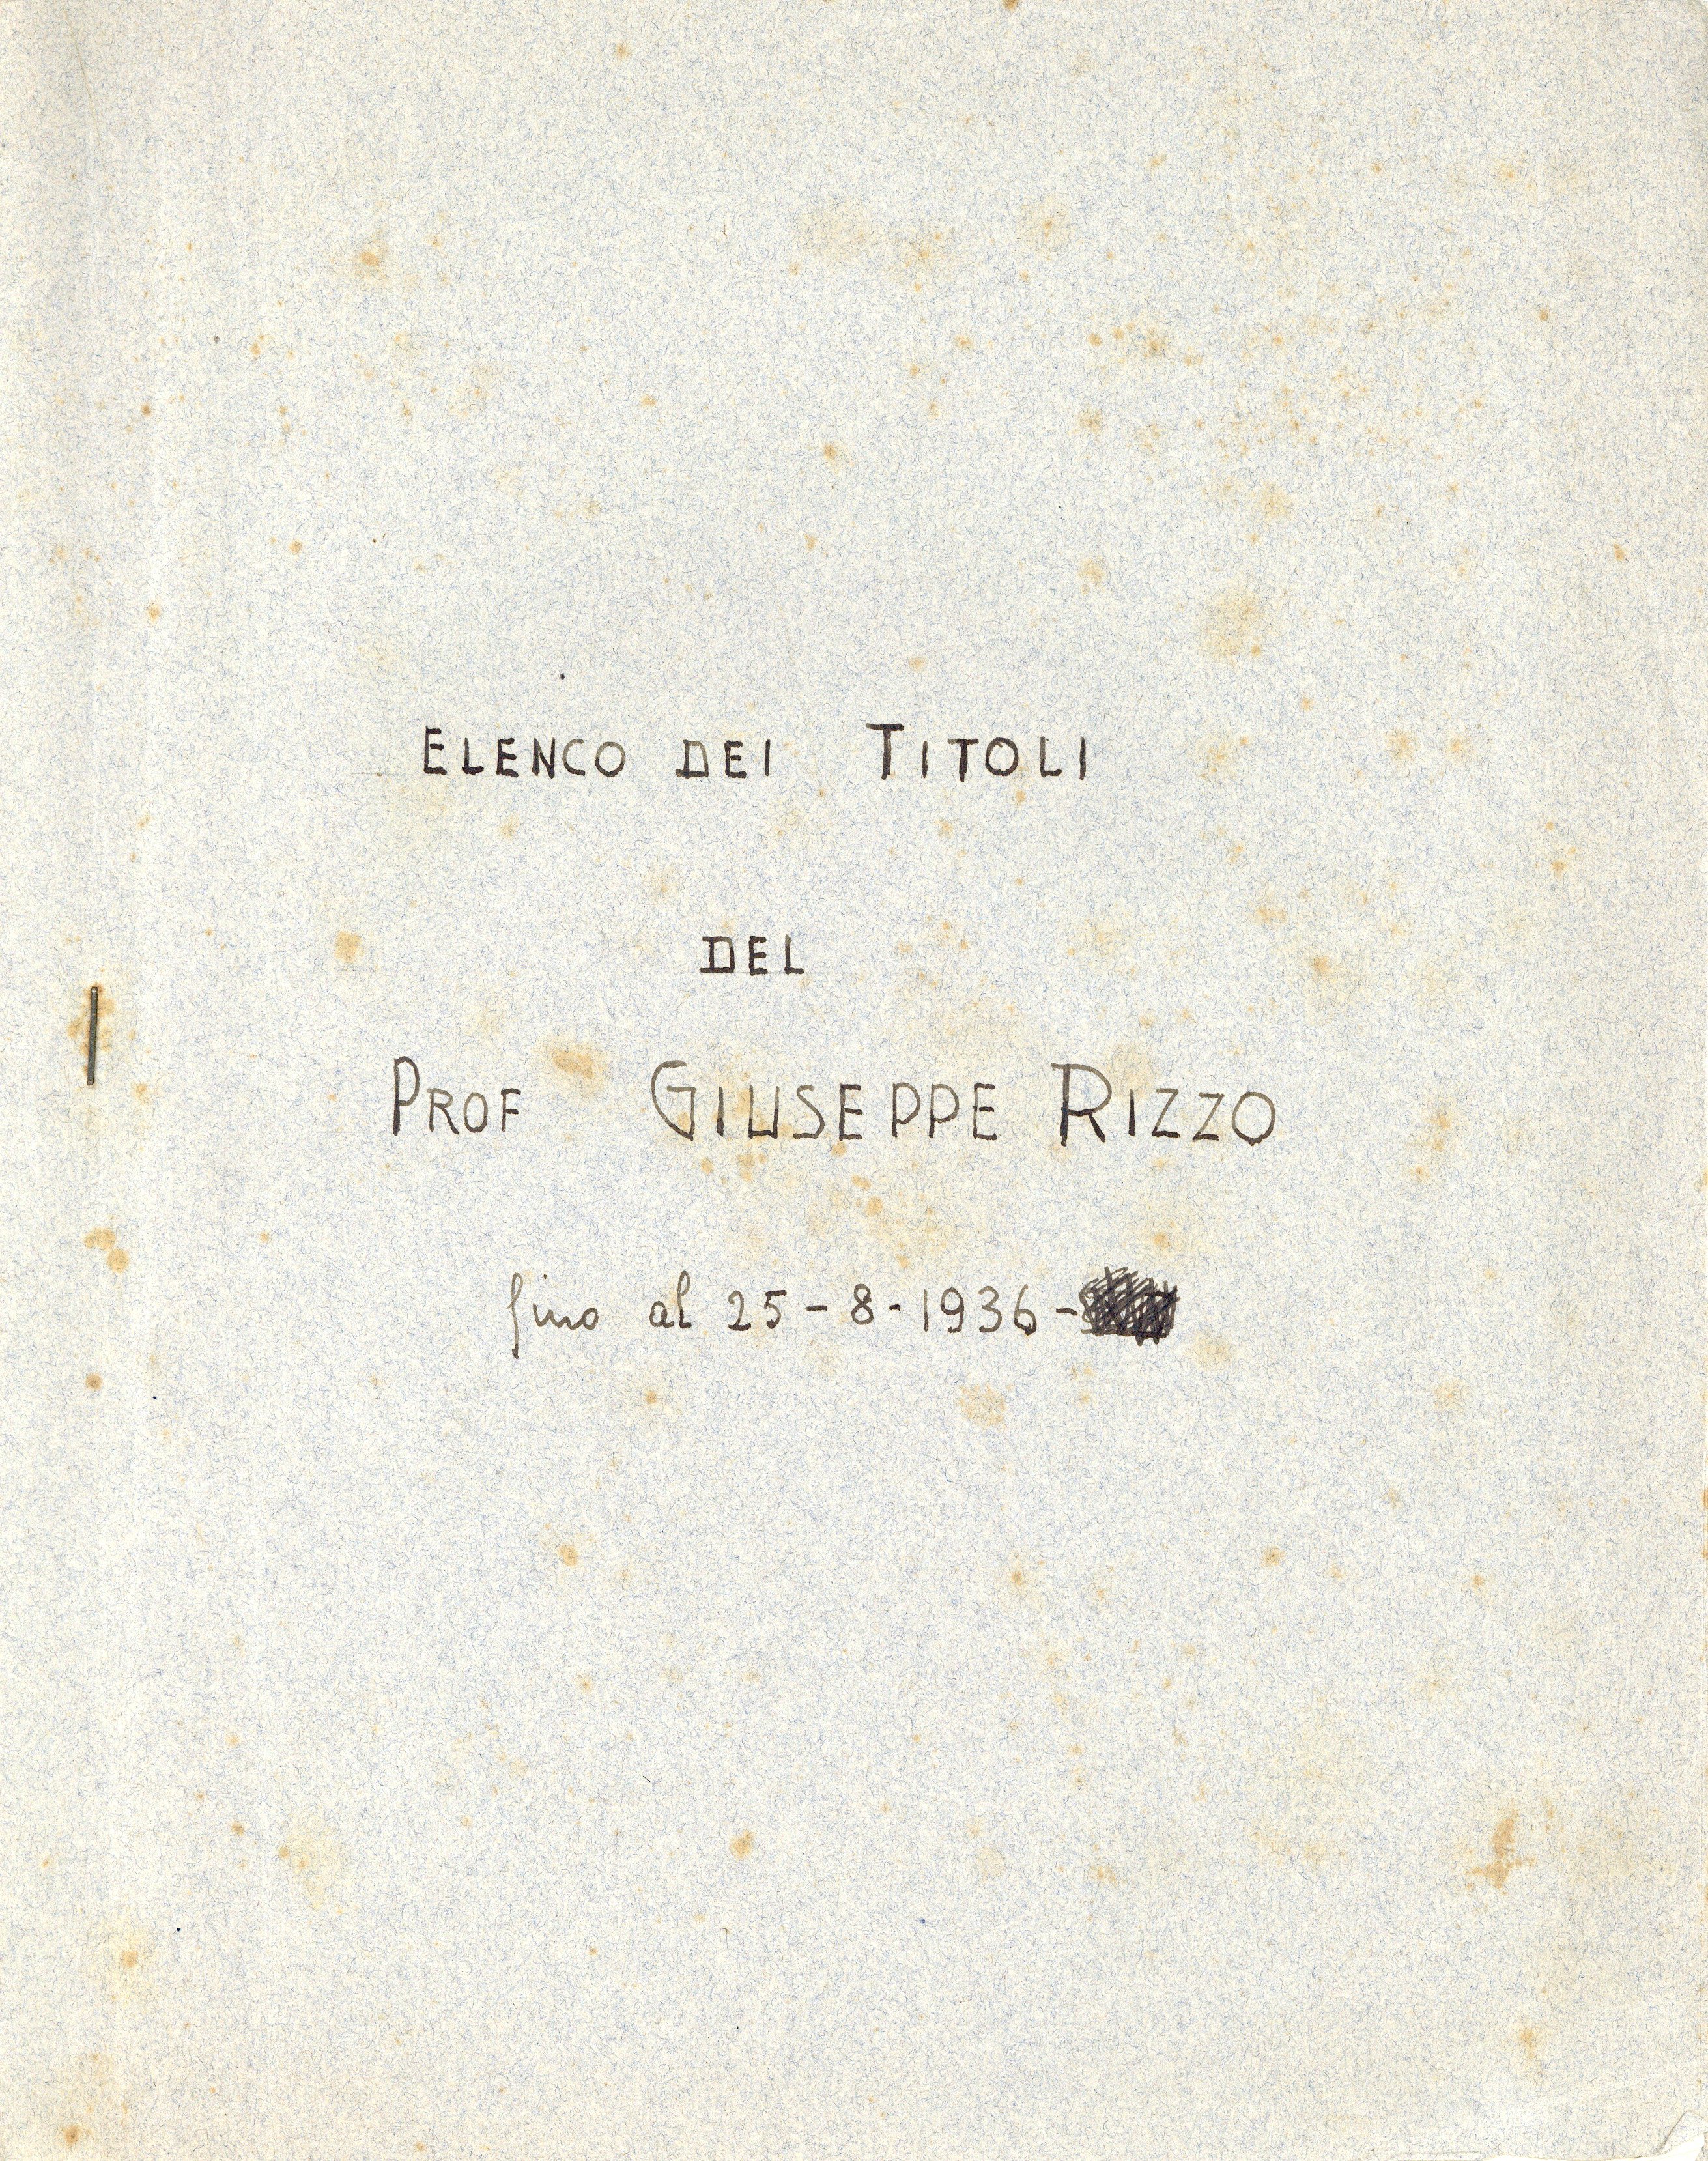 ELENCO DEI TITOLI
DEL
PROF GIUSEPPE RIZZO
fino al 25-8-1936-